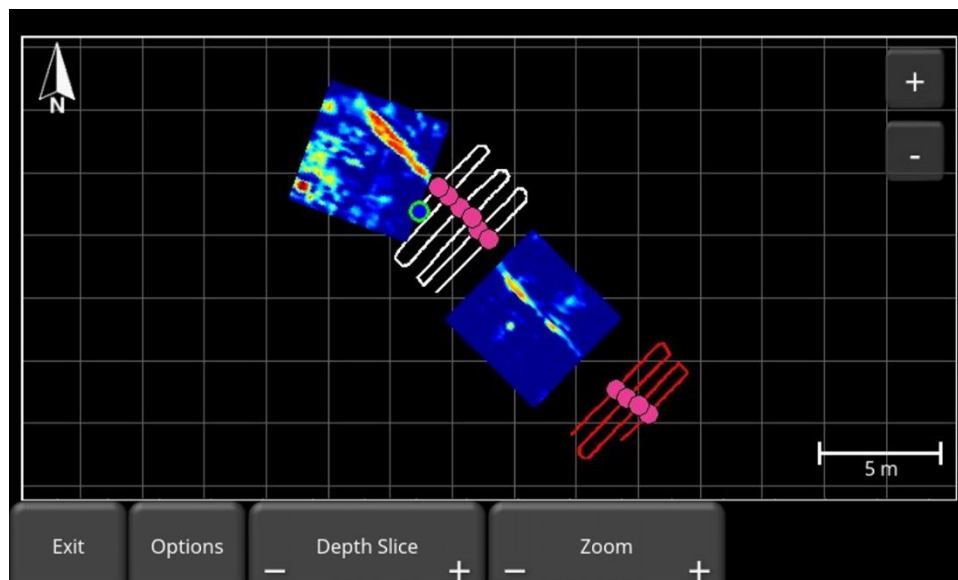 N
+
-
5 m
Exit
Options
Depth Slice
Zoom
− + − +